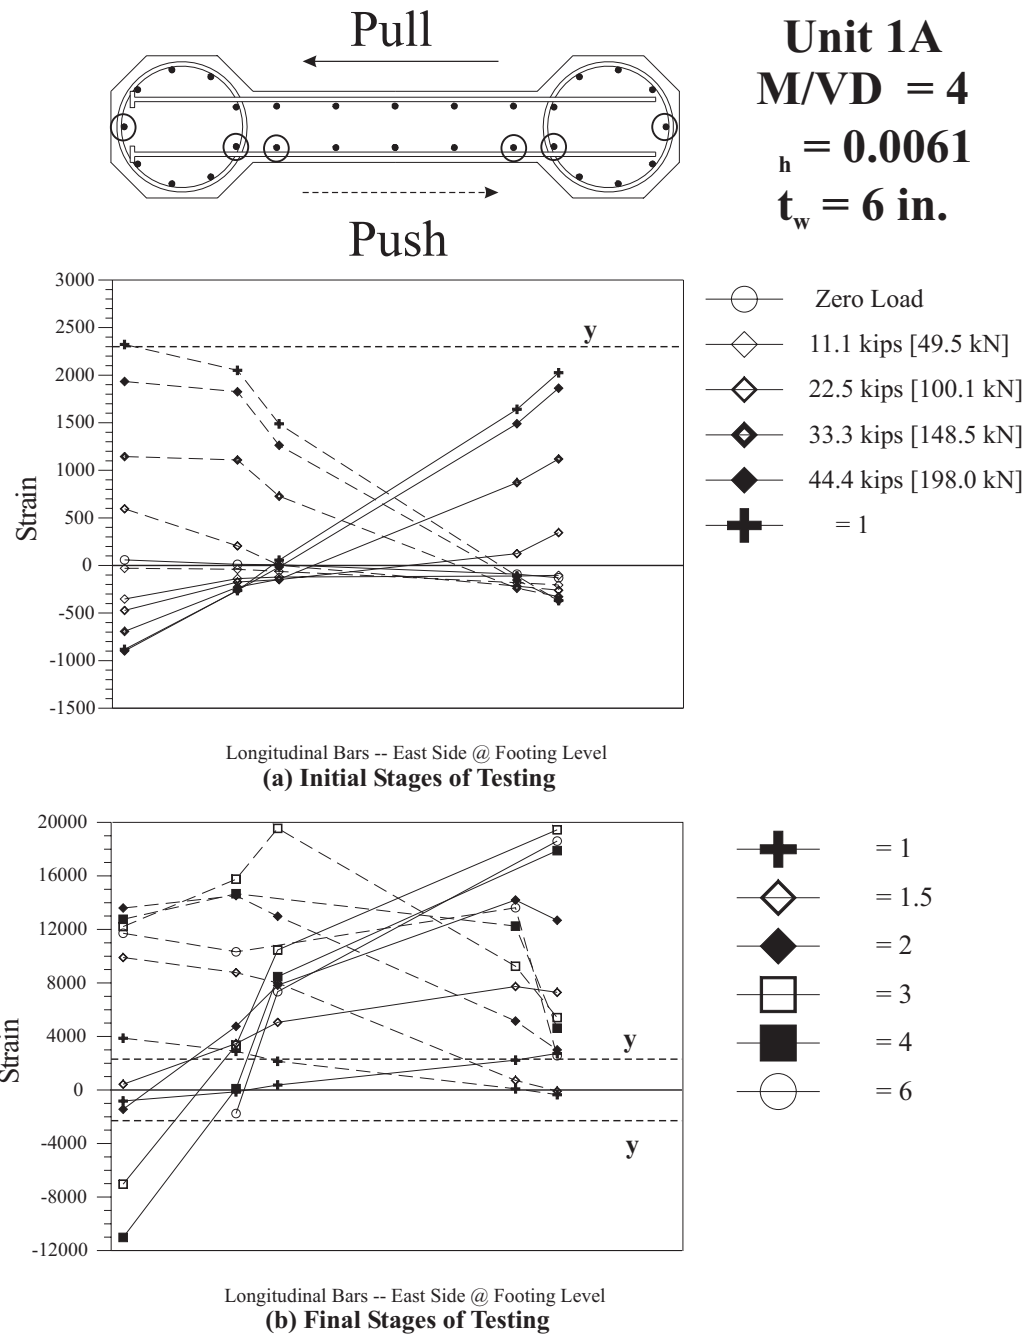 Pull
Push
Unit 1A
M/VD = 4
h = 0.0061
tw = 6 in.
3000
2500
2000
1500
1000
500
0
-500
-1000
-1500
Strain
y
Zero Load
11.1 kips [49.5 kN]
22.5 kips [100.1 kN]
33.3 kips [148.5 kN]
44.4 kips [198.0 kN]
= 1
Longitudinal Bars -- East Side @ Footing Level
(a) Initial Stages of Testing
20000
16000
12000
8000
4000
0
-4000
-8000
-12000
Strain
y
y
= 1
= 1.5
= 2
= 3
= 4
= 6
Longitudinal Bars -- East Side @ Footing Level
(b) Final Stages of Testing